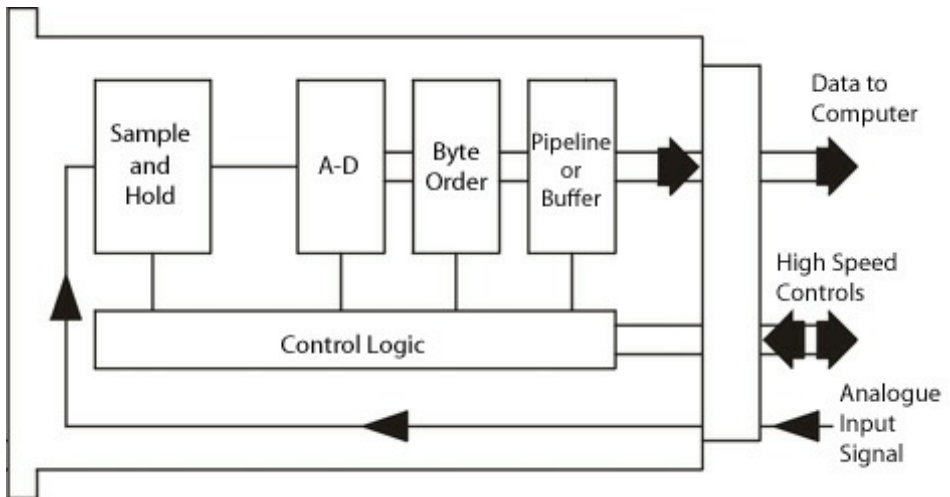 Sample
and
Hold
A-D
Byte
Order
Pipeline
or
Buffer
Data to
Computer
High Speed
Controls
Control Logic
Analogue
Input
Signal